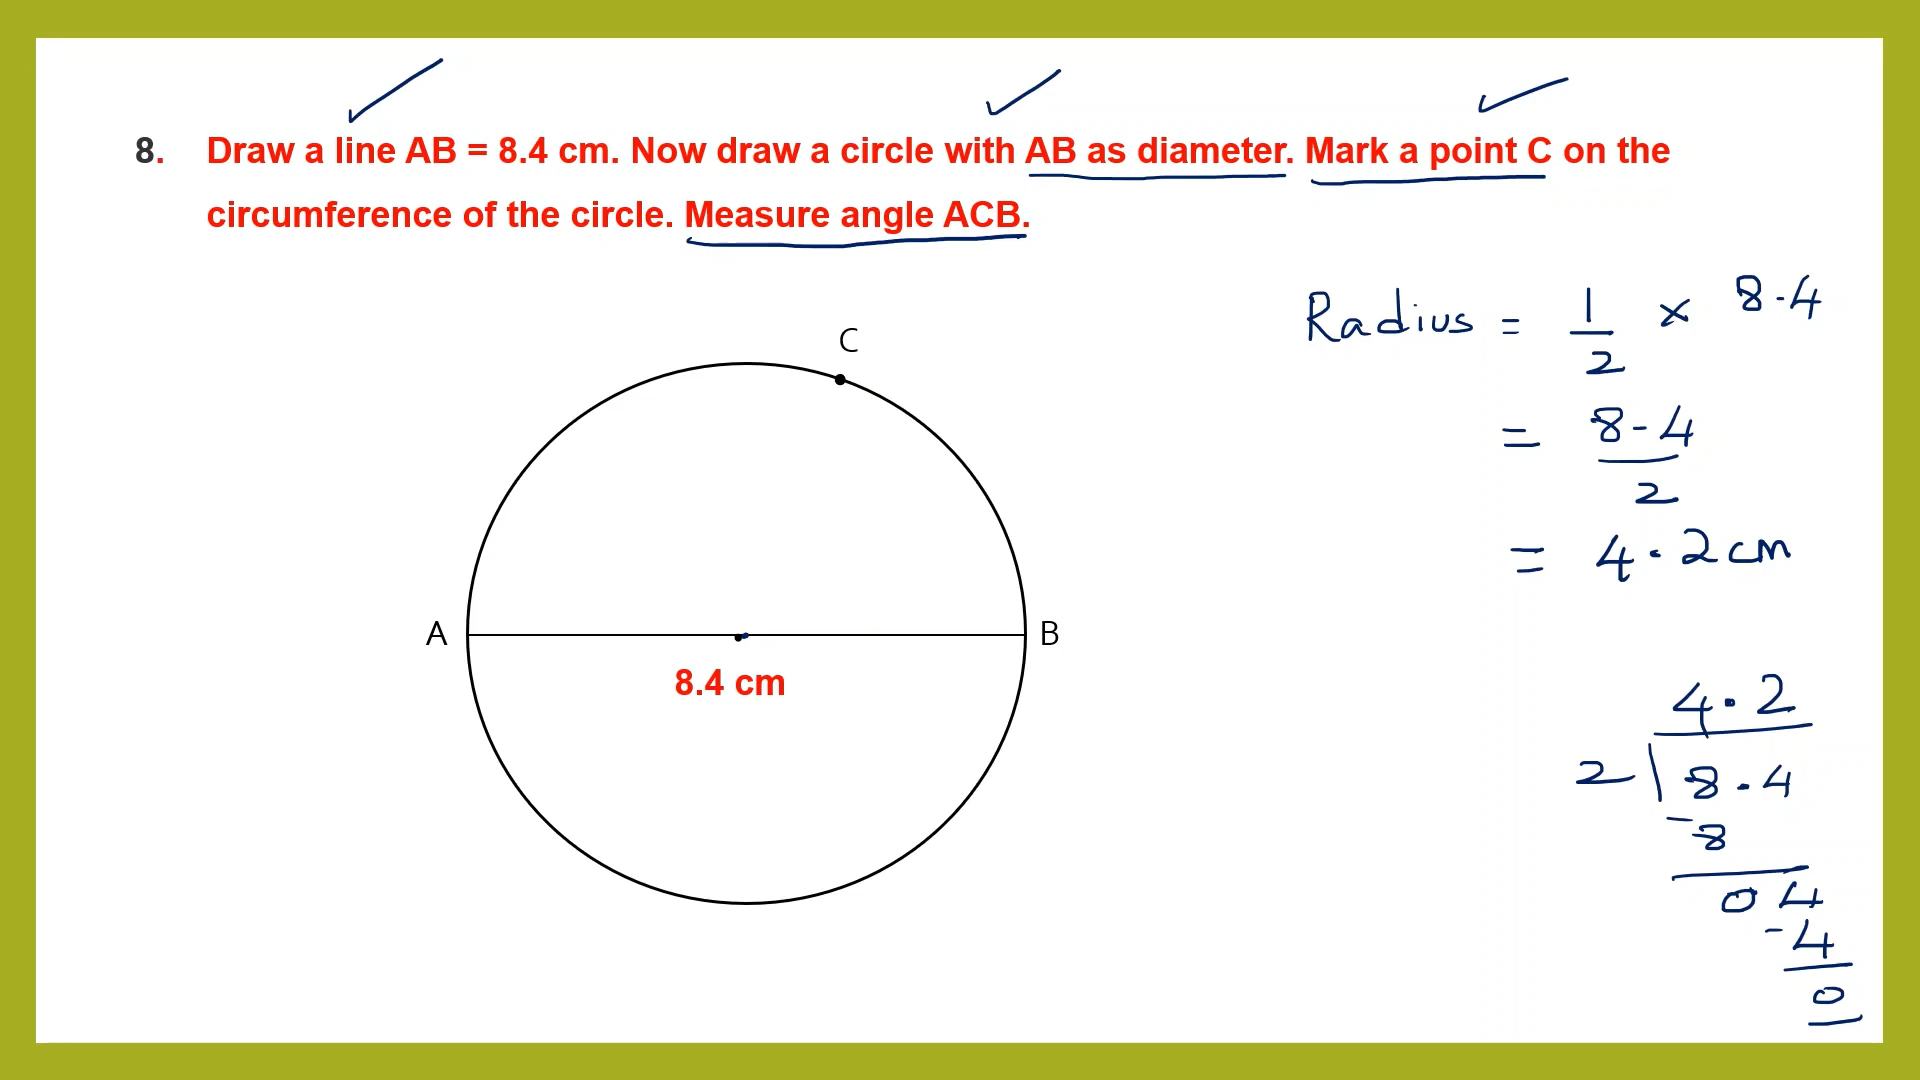 8. Draw a line AB = 8.4 cm. Now draw a circle with AB as diameter. Mark a point C on the
circumference of the circle. Measure angle ACB.
Radius = 1/2 × 8.4
= 8.4/2
= 4.2cm
C
A
B
8.4 cm
4.2
2 8.4
-8
04
-4
0